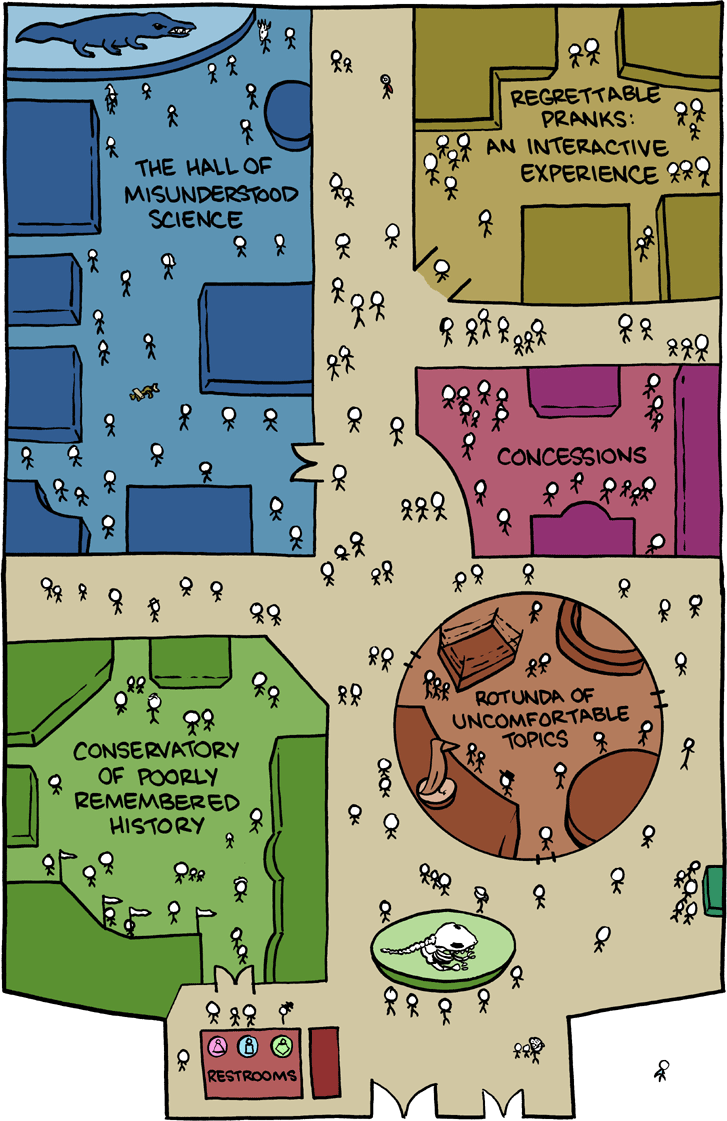 REGRETTABLE
PRANKS:
AN INTERACTIVE
EXPERIENCE
THE HALL OF
MISUNDERSTOOD
SCIENCE
CONCESSIONS
ROTUNDA OF
UNCOMFORTABLE
TOPICS
CONSERVATORY
OF POORLY
REMEMBERED
HISTORY
RESTROOMS